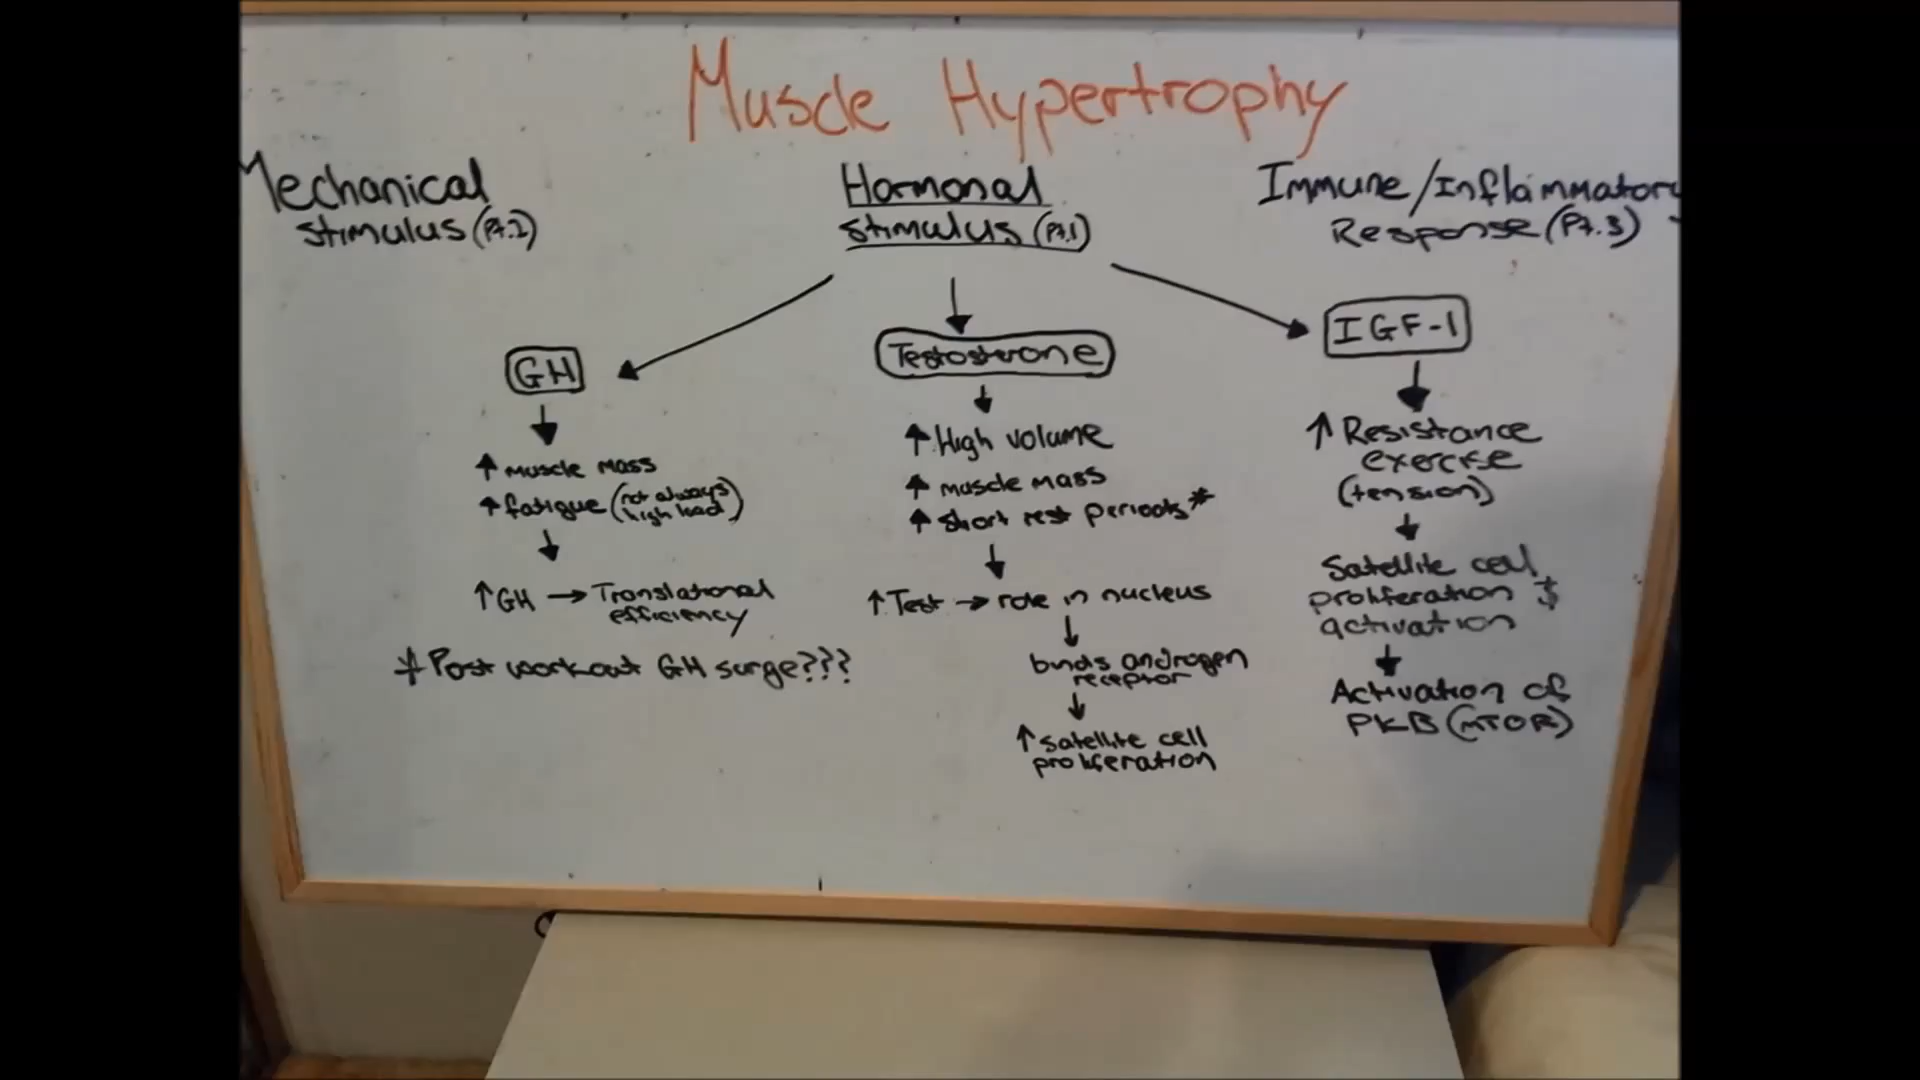 Muscle Hypertrophy
Mechanical
stimulus (Pt.2)
Hormonal
stimulus (Pt.1)
Immune/Inflammatory
Response (Pt.3)
GH
↑ muscle mass
↑ fatigue (not always
high load)
↑ GH → Translational
efficiency
* Post workout GH surge???
Testosterone
↑ High volume
↑ muscle mass
↑ short rest periods*
↑ Test → role in nucleus
binds androgen
receptor
↑ satellite cell
proliferation
IGF-1
↑ Resistance
exercise
(tension)
Satellite cell
proliferation &
activation
Activation of
PKB (mTOR)